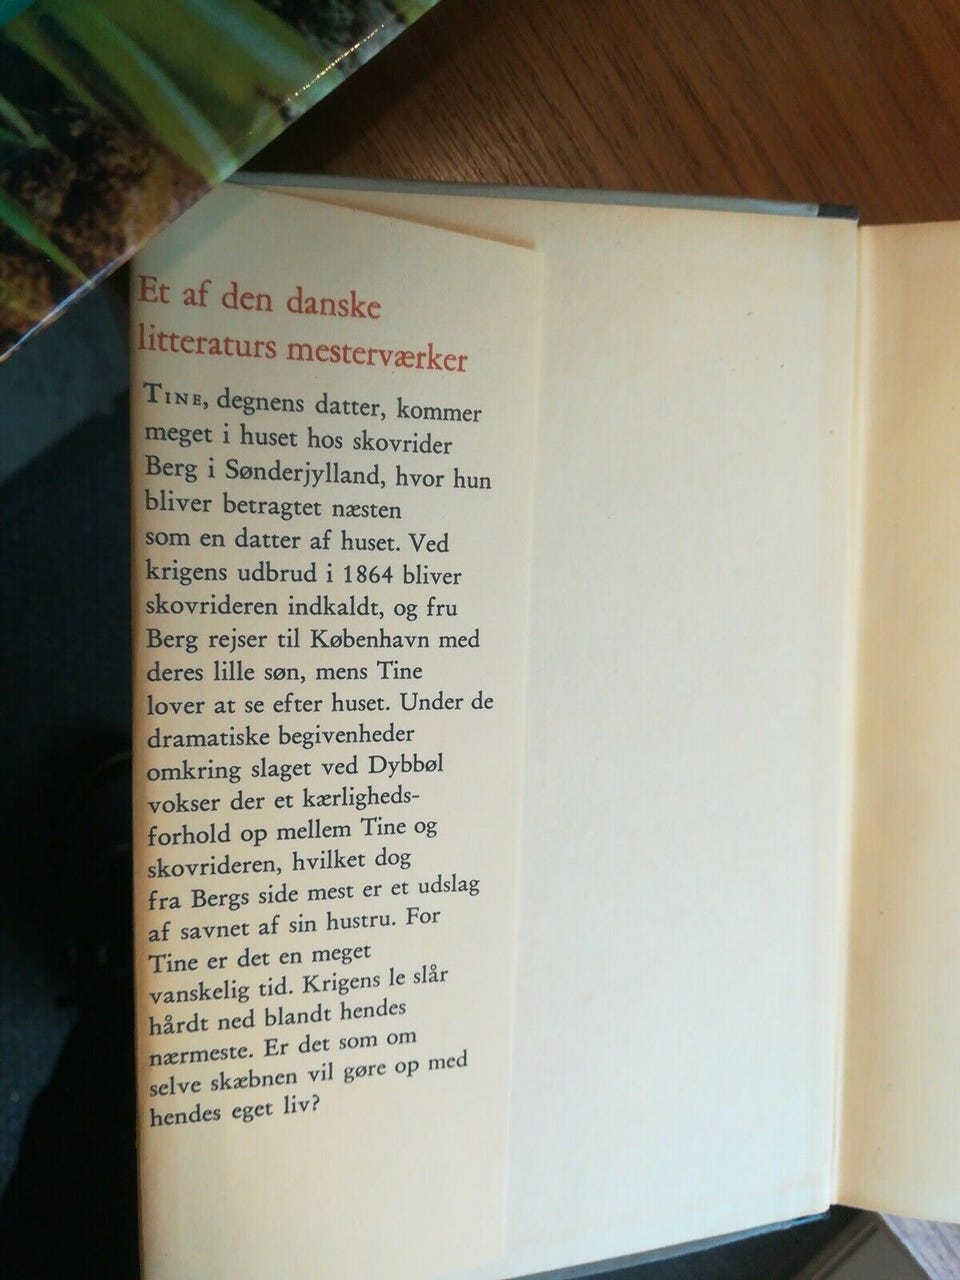 Et af den danske
litteraturs mesterværker
TINE, degnens datter, kommer
meget i huset hos skovrider
Berg i Sønderjylland, hvor hun
bliver betragtet næsten
som en datter af huset. Ved
krigens udbrud i 1864 bliver
skovrideren indkaldt, og fru
Berg rejser til København med
deres lille søn, mens Tine
lover at se efter huset. Under de
dramatiske begivenheder
omkring slaget ved Dybbøl
vokser der et kærligheds-
forhold op mellem Tine og
skovrideren, hvilket dog
fra Bergs side mest er et udslag
af savnet af sin hustru. For
Tine er det en meget
vanskelig tid. Krigens le slår
hårdt ned blandt hendes
nærmeste. Er det som om
selve skæbnen vil gøre op med
hendes eget liv?